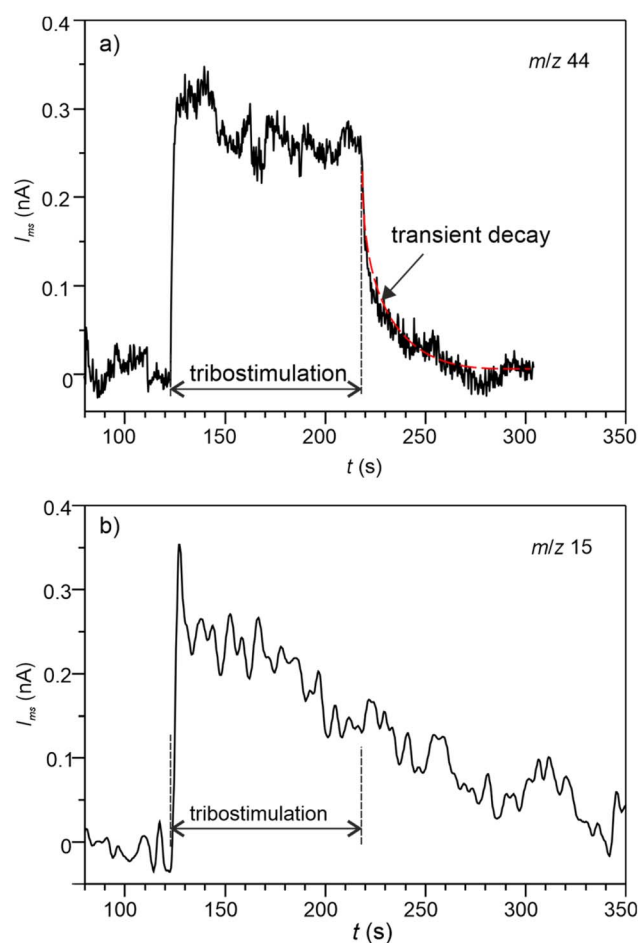 a)
m/z 44
0.4
0.3
0.2
0.1
0
I_ms (nA)
transient decay
tribostimulation
100 150 200 250 300 350
t (s)
b)
m/z 15
0.4
0.3
0.2
0.1
0
I_ms (nA)
tribostimulation
100 150 200 250 300 350
t (s)